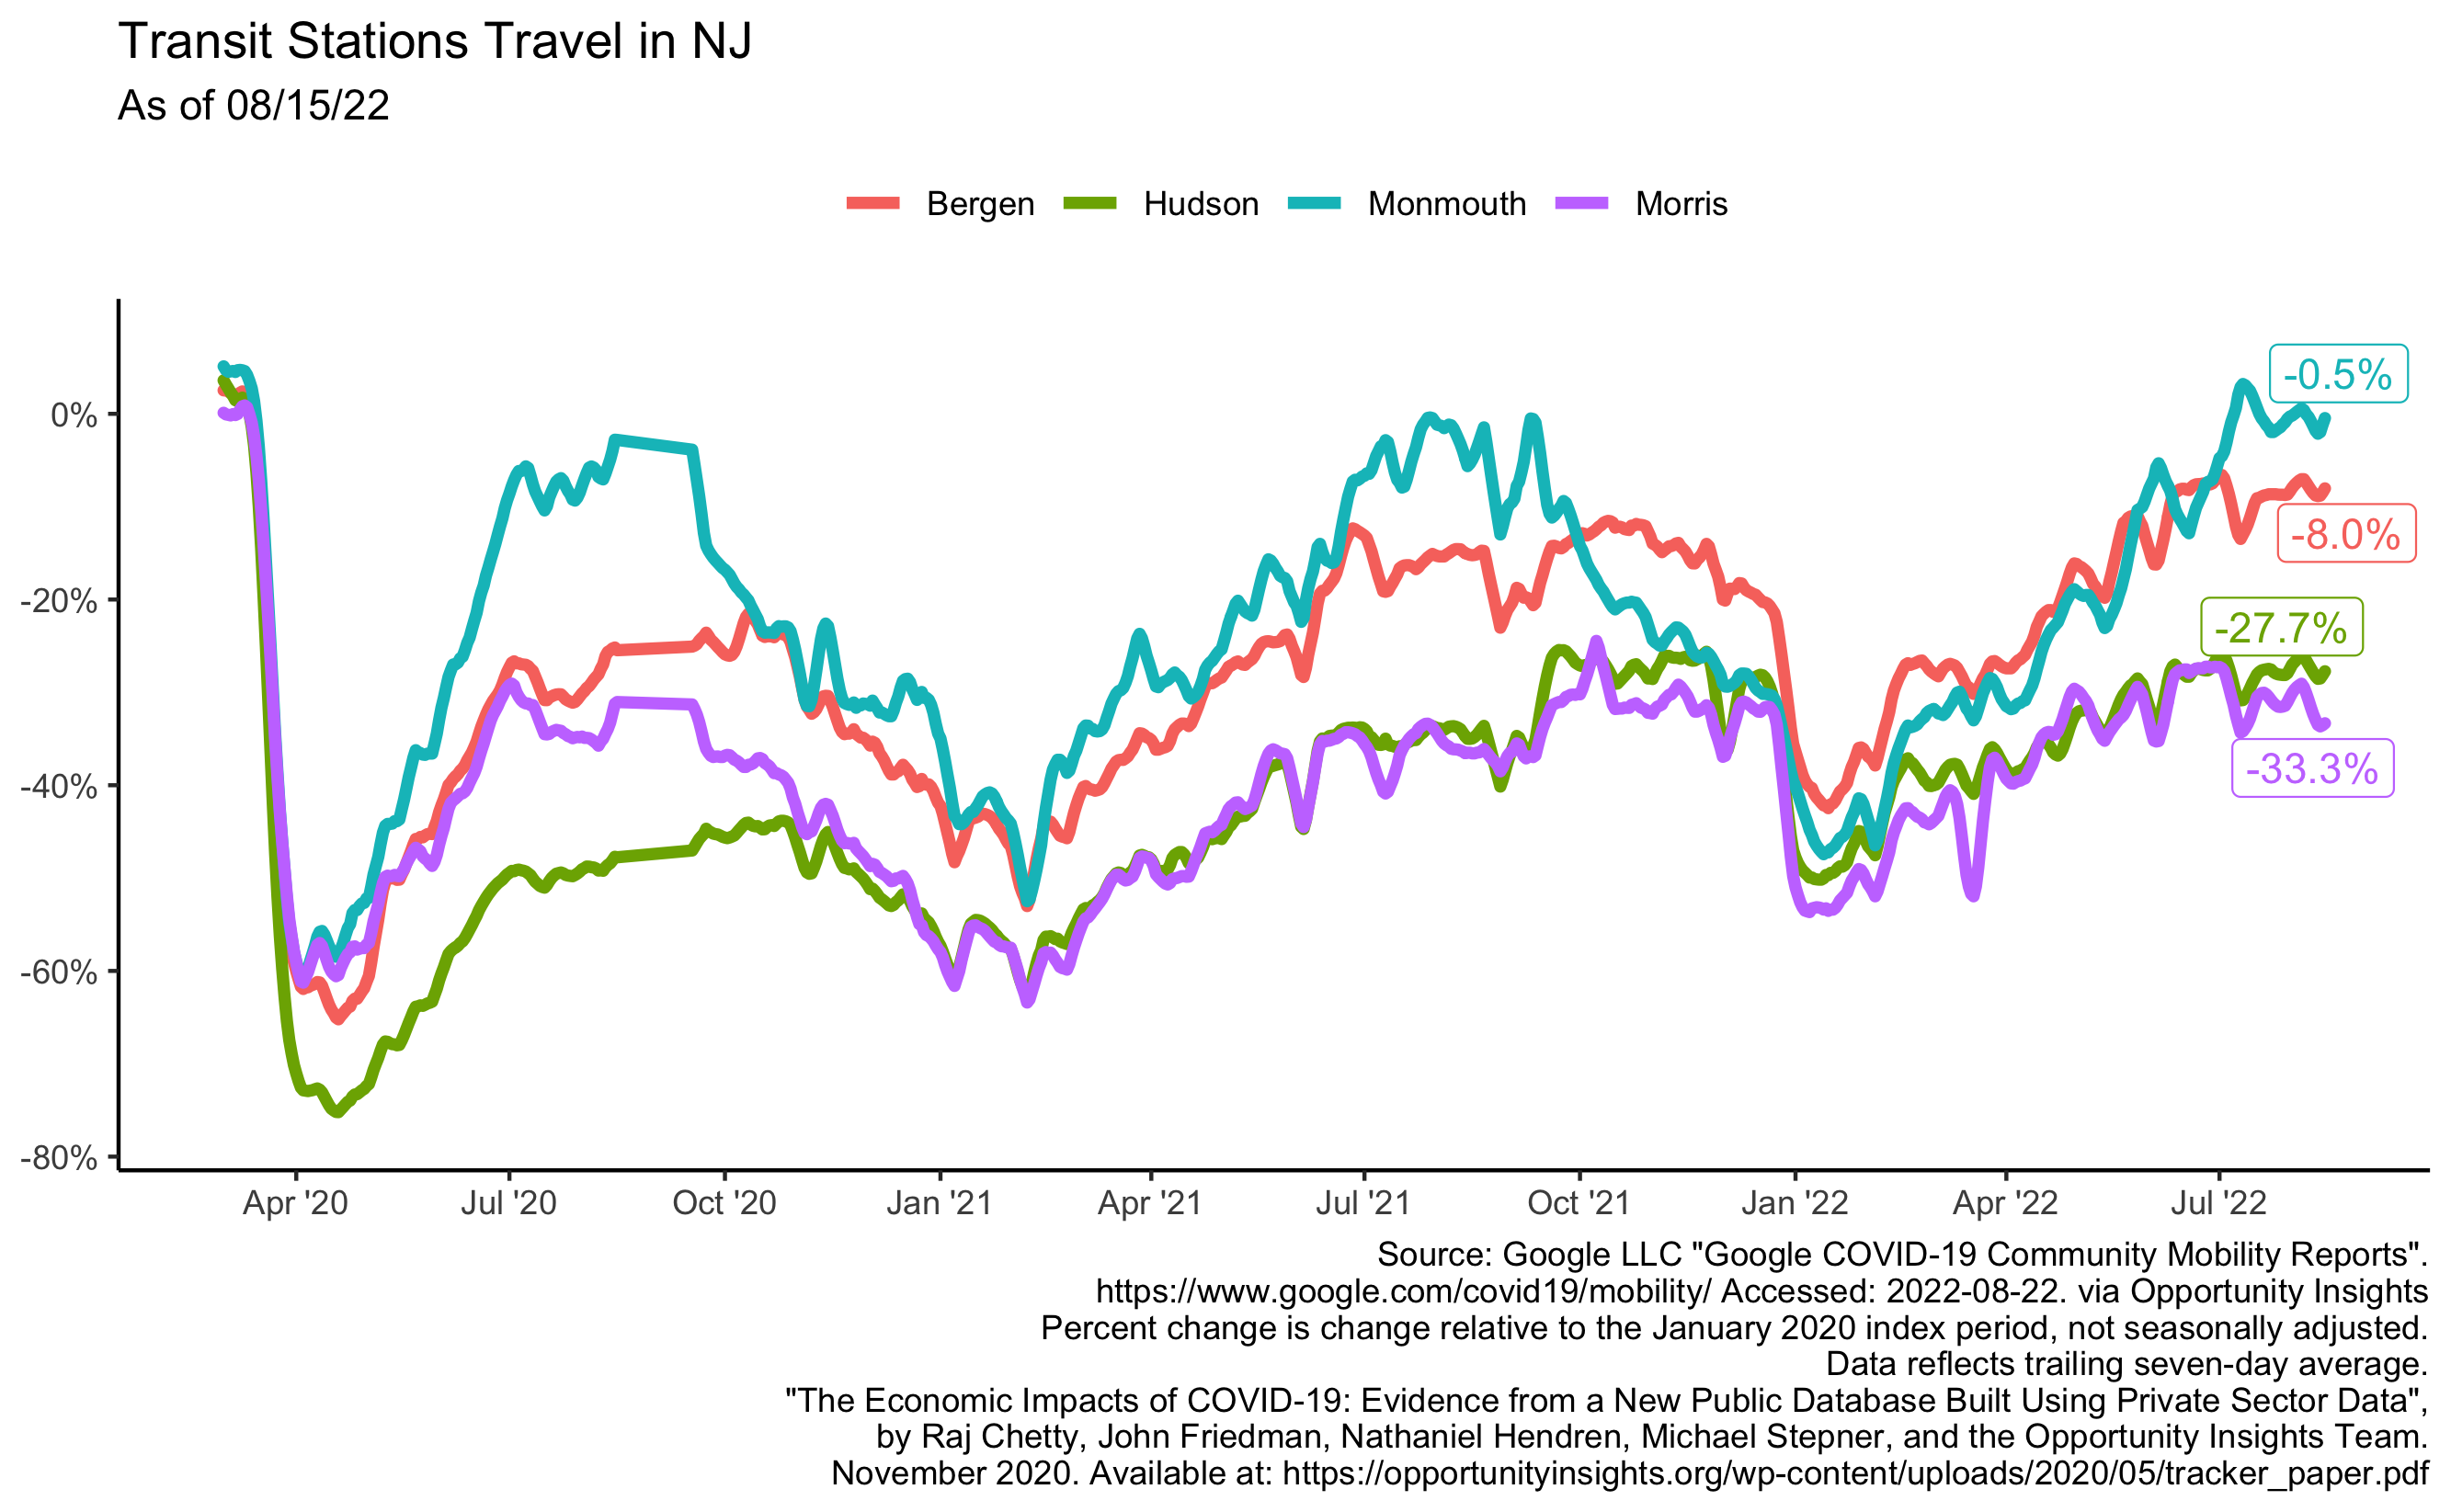 Transit Stations Travel in NJ
As of 08/15/22
Bergen Hudson Monmouth Morris
0%
-20%
-40%
-60%
-80%
-0.5%
-8.0%
-27.7%
-33.3%
Apr '20 Jul '20 Oct '20 Jan '21 Apr '21 Jul '21 Oct '21 Jan '22 Apr '22 Jul '22
Source: Google LLC "Google COVID-19 Community Mobility Reports".
https://www.google.com/covid19/mobility/ Accessed: 2022-08-22. via Opportunity Insights
Percent change is change relative to the January 2020 index period, not seasonally adjusted.
Data reflects trailing seven-day average.
"The Economic Impacts of COVID-19: Evidence from a New Public Database Built Using Private Sector Data",
by Raj Chetty, John Friedman, Nathaniel Hendren, Michael Stepner, and the Opportunity Insights Team.
November 2020. Available at: https://opportunityinsights.org/wp-content/uploads/2020/05/tracker_paper.pdf